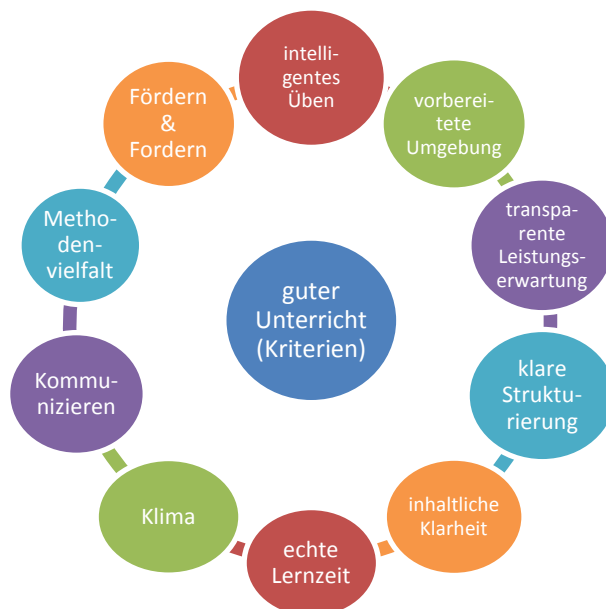 intelli-
gentes
Üben
vorberei-
tete
Umgebung
transpa-
rente
Leistungs-
erwartung
klare
Struktu-
rierung
inhaltliche
Klarheit
echte
Lernzeit
Klima
Kommu-
nizieren
Metho-
den-
vielfalt
Fördern
&
Fordern
guter
Unterricht
(Kriterien)